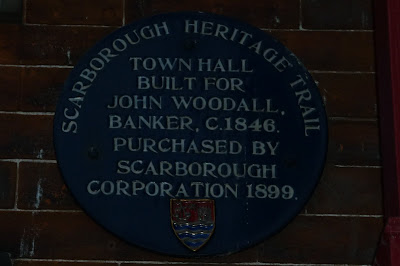 SCARBOROUGH HERITAGE TRAIL
TOWN HALL
BUILT FOR
JOHN WOODALL,
BANKER, C.1846.
PURCHASED BY
SCARBOROUGH
CORPORATION 1899.